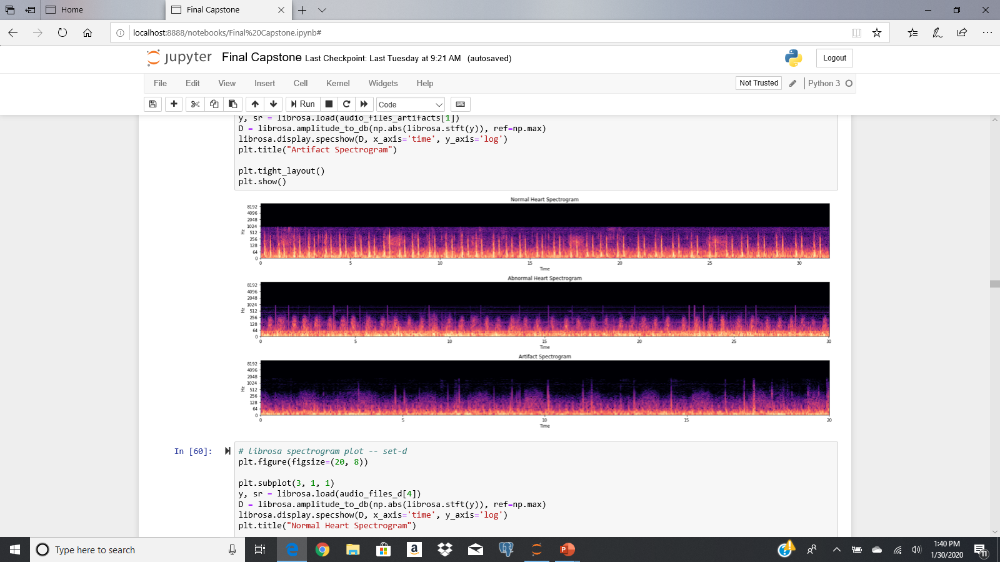 Home
Final Capstone
localhost:8888/notebooks/Final%20Capstone.ipynb#
jupyter Final Capstone Last Checkpoint: Last Tuesday at 9:21 AM (autosaved)
Logout
File Edit View Insert Cell Kernel Widgets Help
Not Trusted
Python 3
Run
Code
y, sr = librosa.load(audio_files_artifacts[1])
D = librosa.amplitude_to_db(np.abs(librosa.stft(y)), ref=np.max)
librosa.display.specshow(D, x_axis='time', y_axis='log')
plt.title("Artifact Spectrogram")
plt.tight_layout()
plt.show()
Normal Heart Spectrogram
8192
4096
2048
1024
512
256
128
64
0
Hz
0 5 10 15 20 25 30
Time
Abnormal Heart Spectrogram
8192
4096
2048
1024
512
256
128
64
0
Hz
0 5 10 15 20 25 30
Time
Artifact Spectrogram
8192
4096
2048
1024
512
256
128
64
0
Hz
0 5 10 15 20
Time
In [60]:
# librosa spectrogram plot -- set-d
plt.figure(figsize=(20, 8))
plt.subplot(3, 1, 1)
y, sr = librosa.load(audio_files_d[4])
D = librosa.amplitude_to_db(np.abs(librosa.stft(y)), ref=np.max)
librosa.display.specshow(D, x_axis='time', y_axis='log')
plt.title("Normal Heart Spectrogram")
Type here to search
1:40 PM
1/30/2020
11